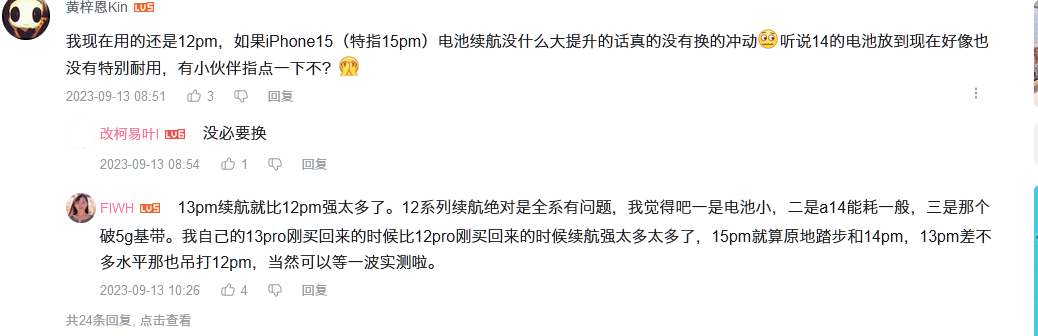 黄梓恩Kin LV5
我现在用的还是12pm，如果iPhone15（特指15pm）电池续航没什么大提升的话真的没有换的冲动 听说14的电池放到现在好像也
没有特别耐用，有小伙伴指点一下不？
2023-09-13 08:51 3 回复
改柯易叶l LV6 没必要换
2023-09-13 08:54 1 回复
FIWH LV5 13pm续航就比12pm强太多了。12系列续航绝对是全系有问题，我觉得吧一是电池小，二是a14能耗一般，三是那个
破5g基带。我自己的13pro刚买回来的时候比12pro刚买回来的时候续航强太多太多了，15pm就算原地踏步和14pm，13pm差不
多水平那也吊打12pm，当然可以等一波实测啦。
2023-09-13 10:26 4 回复
共24条回复, 点击查看